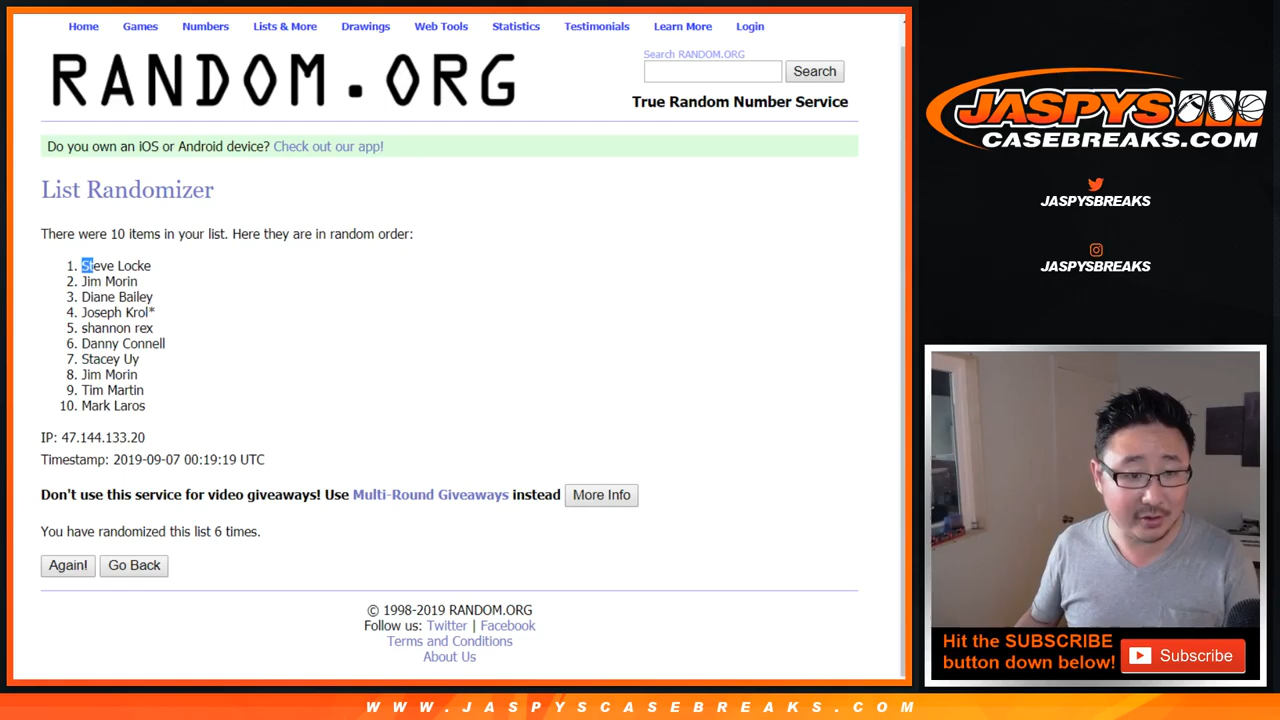 Home Games Numbers Lists & More Drawings Web Tools Statistics Testimonials Learn More Login
RANDOM.ORG
Search RANDOM.ORG
Search
True Random Number Service
Do you own an iOS or Android device? Check out our app!
List Randomizer
There were 10 items in your list. Here they are in random order:
1. Steve Locke
2. Jim Morin
3. Diane Bailey
4. Joseph Krol*
5. shannon rex
6. Danny Connell
7. Stacey Uy
8. Jim Morin
9. Tim Martin
10. Mark Laros
IP: 47.144.133.20
Timestamp: 2019-09-07 00:19:19 UTC
Don't use this service for video giveaways! Use Multi-Round Giveaways instead More Info
You have randomized this list 6 times.
Again! Go Back
© 1998-2019 RANDOM.ORG
Follow us: Twitter | Facebook
Terms and Conditions
About Us
JASPYS
CASEBREAKS.COM
JASPYSBREAKS
JASPYSBREAKS
Hit the SUBSCRIBE
button down below!
Subscribe
WWW.JASPYSCASEBREAKS.COM